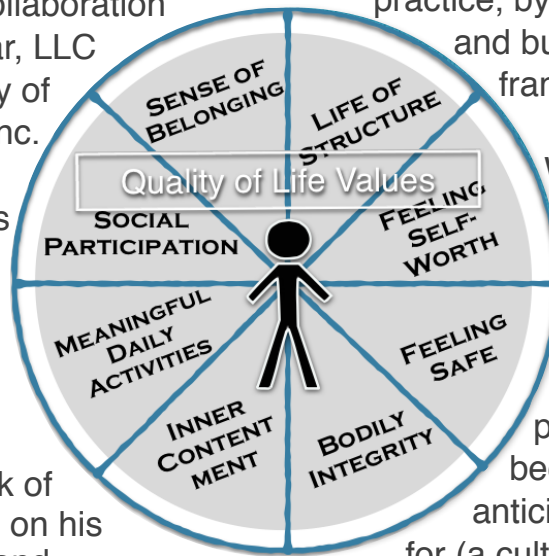 ollaboration
ar, LLC
y of
nc.
s
k of
on his
and
practice, by
and bu
fran
W
p
bec
antici
for (a cult
Quality of Life Values
SENSE OF
BELONGING
LIFE OF
STRUCTURE
FEELING
SELF-
WORTH
FEELING
SAFE
BODILY
INTEGRITY
INNER
CONTENT
MENT
MEANINGFUL
DAILY
ACTIVITIES
SOCIAL
PARTICIPATION